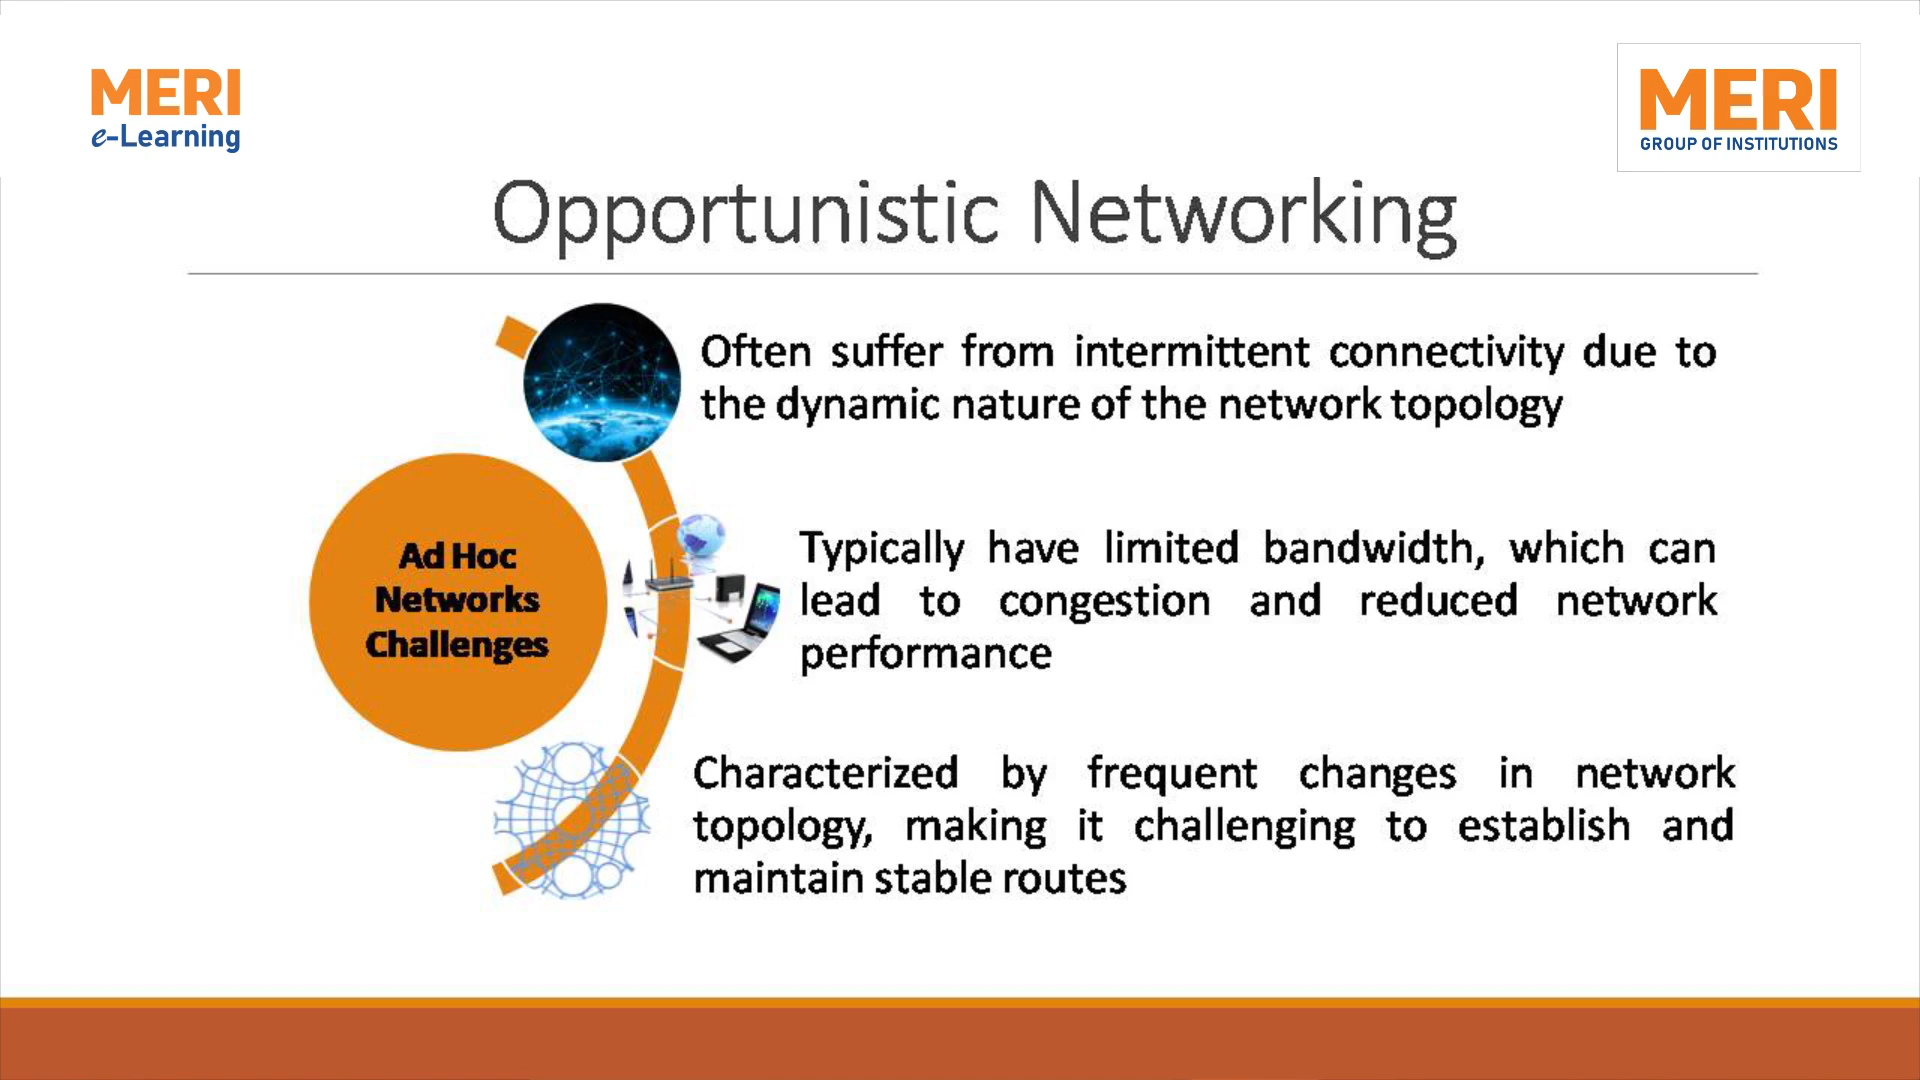 MERI
e-Learning
MERI
GROUP OF INSTITUTIONS
Opportunistic Networking
Often suffer from intermittent connectivity due to
the dynamic nature of the network topology
Ad Hoc
Networks
Challenges
Typically have limited bandwidth, which can
lead to congestion and reduced network
performance
Characterized by frequent changes in network
topology, making it challenging to establish and
maintain stable routes